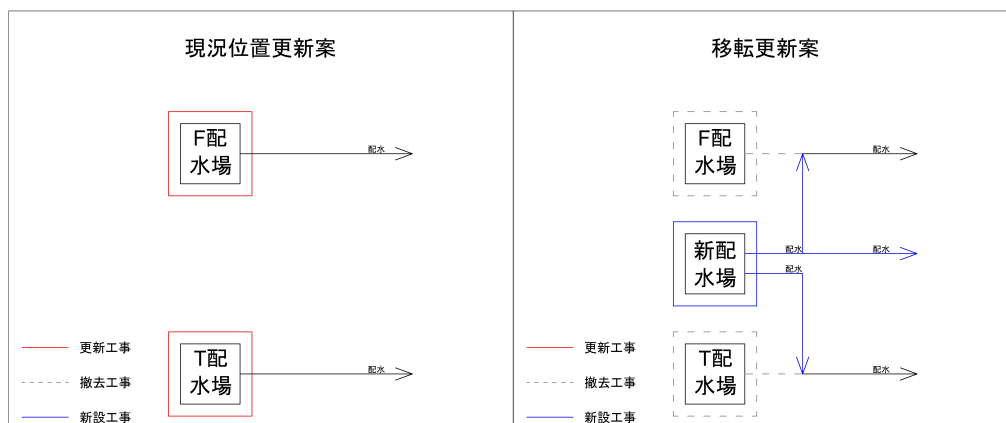 現況位置更新案
F配
水場
配水
T配
水場
配水
更新工事
撤去工事
新設工事
移転更新案
F配
水場
配水
新配
水場
配水
配水
配水
T配
水場
配水
更新工事
撤去工事
新設工事